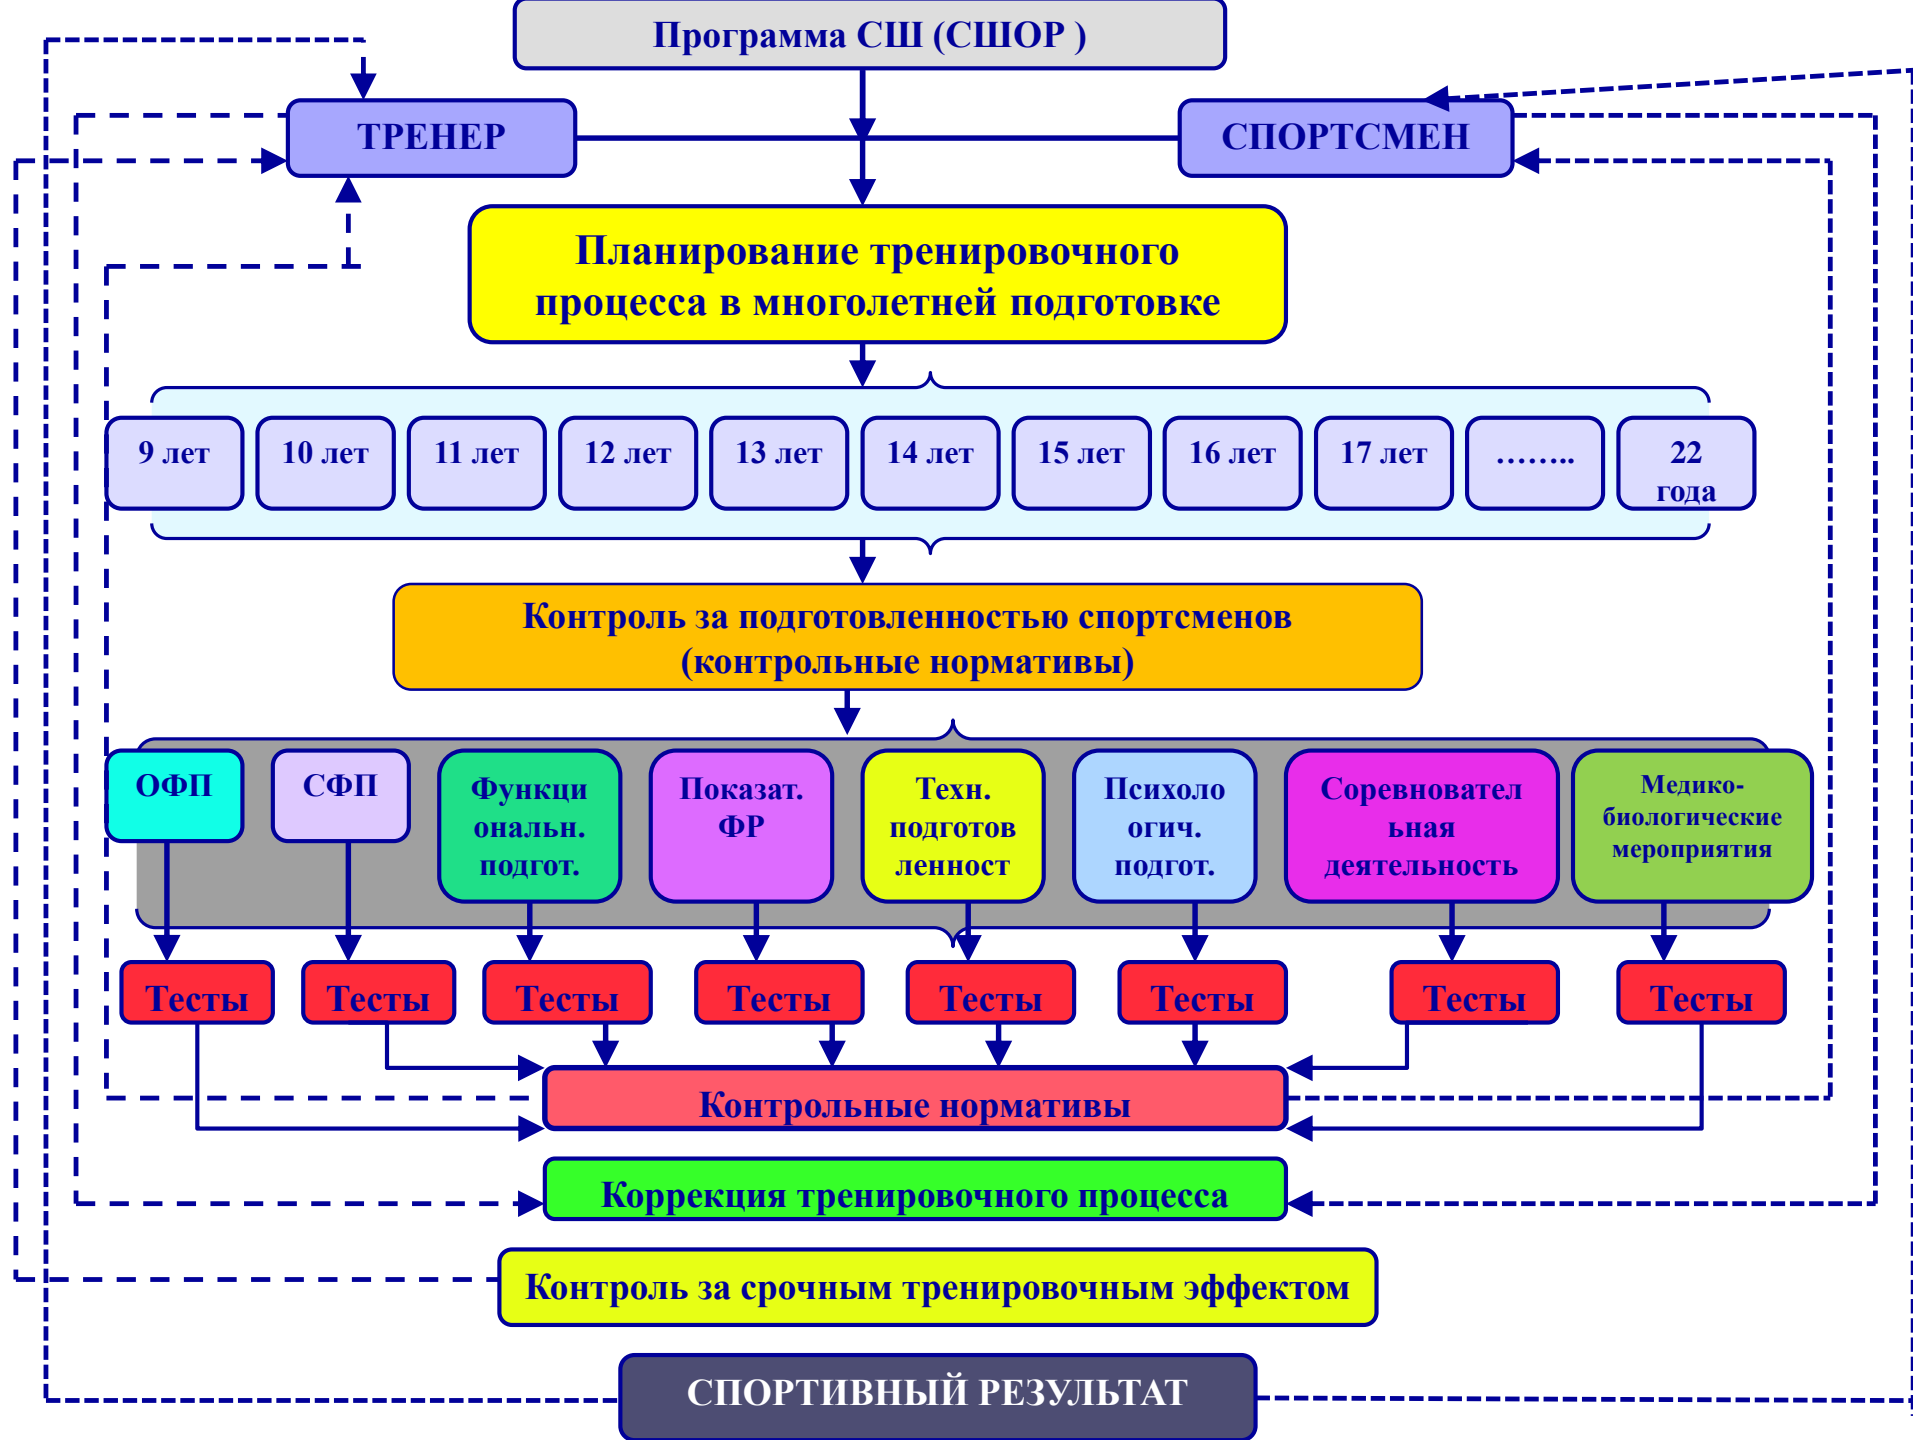 Программа СШ (СШОР )
ТРЕНЕР
СПОРТСМЕН
Планирование тренировочного
процесса в многолетней подготовке
9 лет
10 лет
11 лет
12 лет
13 лет
14 лет
15 лет
16 лет
17 лет
……..
22
года
Контроль за подготовленностью спортсменов
(контрольные нормативы)
ОФП
СФП
Функци
ональн.
подгот.
Показат.
ФР
Техн.
подготов
ленност
Психоло
огич.
подгот.
Соревновател
ьная
деятельность
Медико-
биологические
мероприятия
Тесты
Тесты
Тесты
Тесты
Тесты
Тесты
Тесты
Тесты
Контрольные нормативы
Коррекция тренировочного процесса
Контроль за срочным тренировочным эффектом
СПОРТИВНЫЙ РЕЗУЛЬТАТ